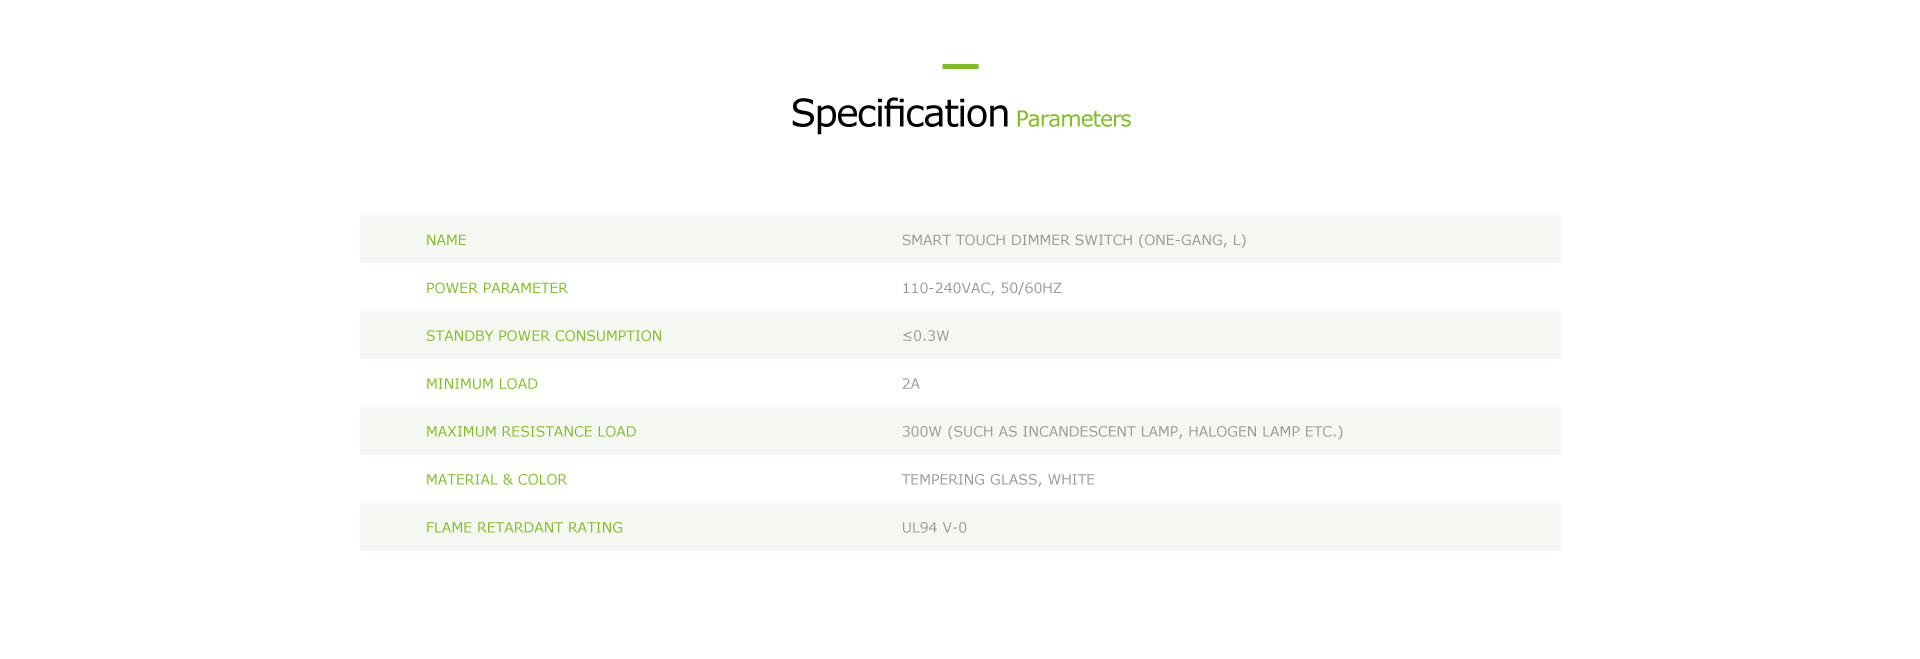 Specification Parameters
NAME SMART TOUCH DIMMER SWITCH (ONE-GANG, L)
POWER PARAMETER 110-240VAC, 50/60HZ
STANDBY POWER CONSUMPTION ≤0.3W
MINIMUM LOAD 2A
MAXIMUM RESISTANCE LOAD 300W (SUCH AS INCANDESCENT LAMP, HALOGEN LAMP ETC.)
MATERIAL & COLOR TEMPERING GLASS, WHITE
FLAME RETARDANT RATING UL94 V-0